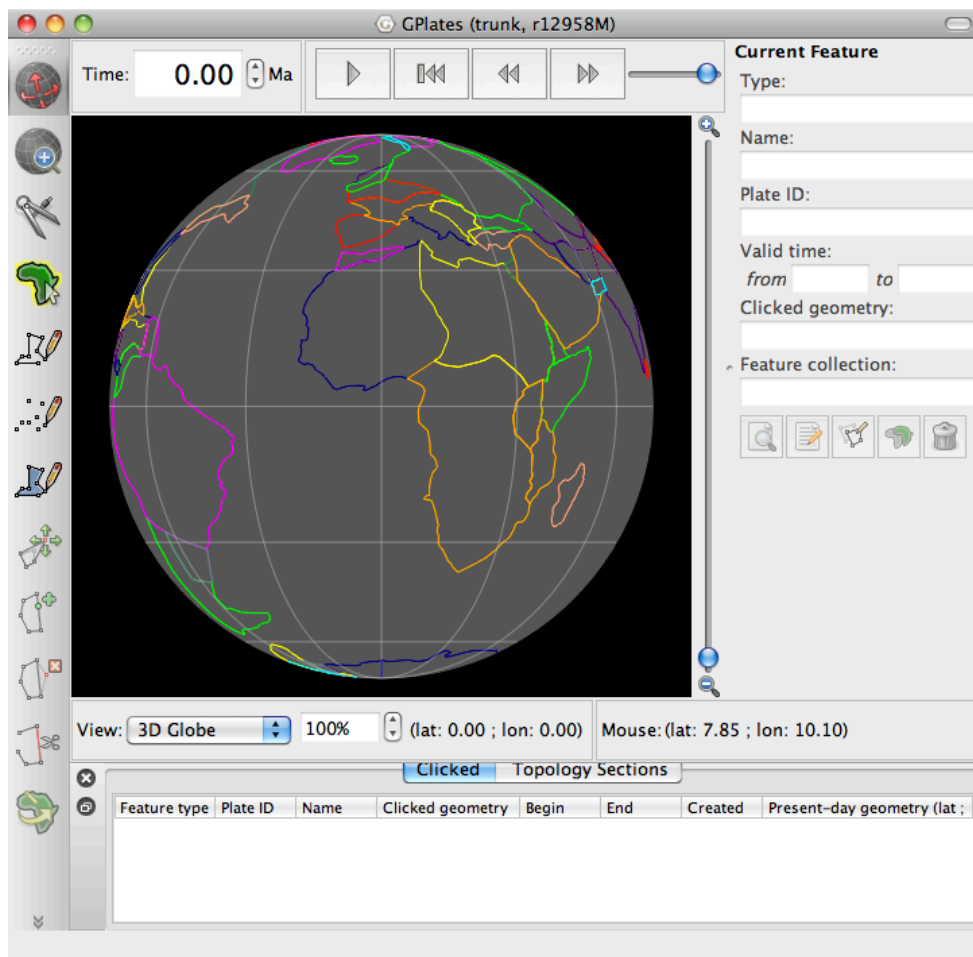 GPlates (trunk, r12958M)
Time: 0.00 Ma
Current Feature
Type:
Name:
Plate ID:
Valid time:
from to
Clicked geometry:
Feature collection:
View: 3D Globe 100% (lat: 0.00 ; lon: 0.00) Mouse: (lat: 7.85 ; lon: 10.10)
Clicked Topology Sections
Feature type Plate ID Name Clicked geometry Begin End Created Present-day geometry (lat ;